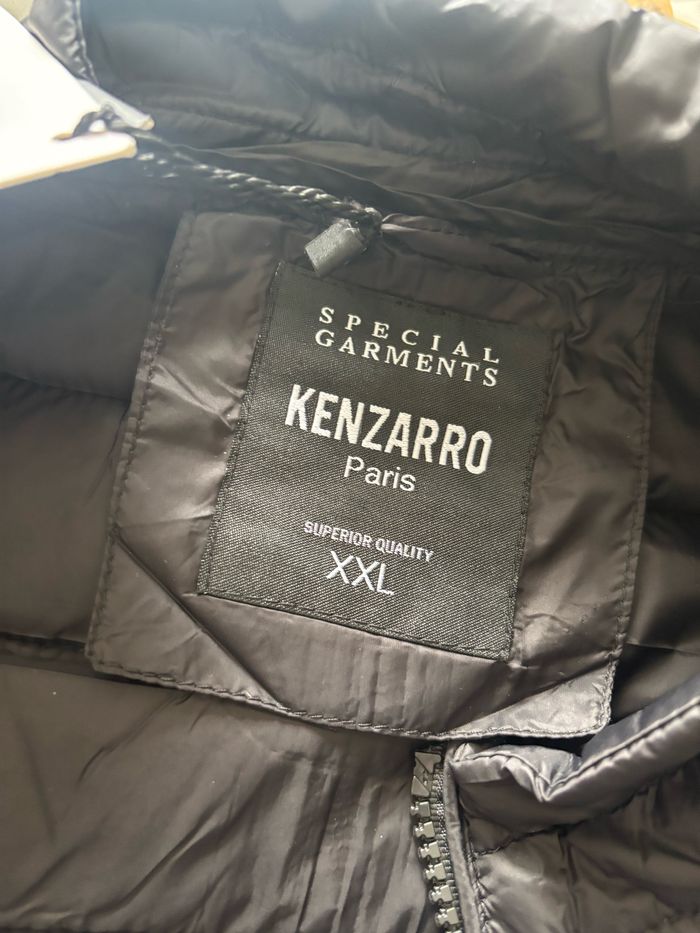 SPECIAL
GARMENTS
KENZARRO
Paris
SUPERIOR QUALITY
XXL